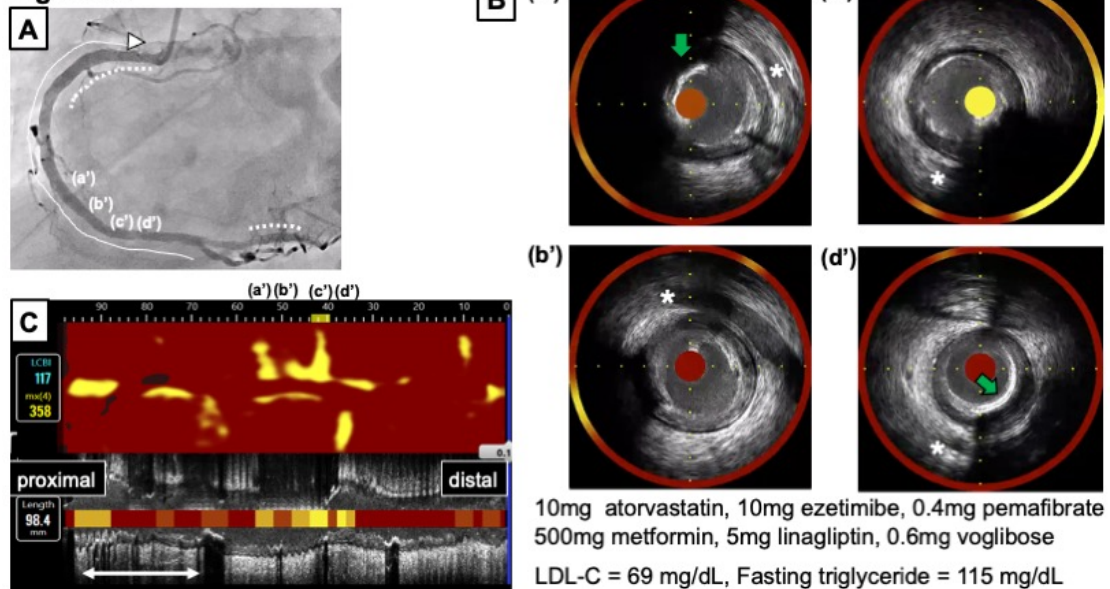 A
(a')
(b')
(c') (d')
B
*
*
(b')
*
(d')
*
(a') (b') (c') (d')
C
90 80 70 60 50 40 30 20 10 0
LCBI
117
mx(4)
358
0.1
proximal
distal
Length
98.4
mm
10mg atorvastatin, 10mg ezetimibe, 0.4mg pemafibrate
500mg metformin, 5mg linagliptin, 0.6mg voglibose
LDL-C = 69 mg/dL, Fasting triglyceride = 115 mg/dL